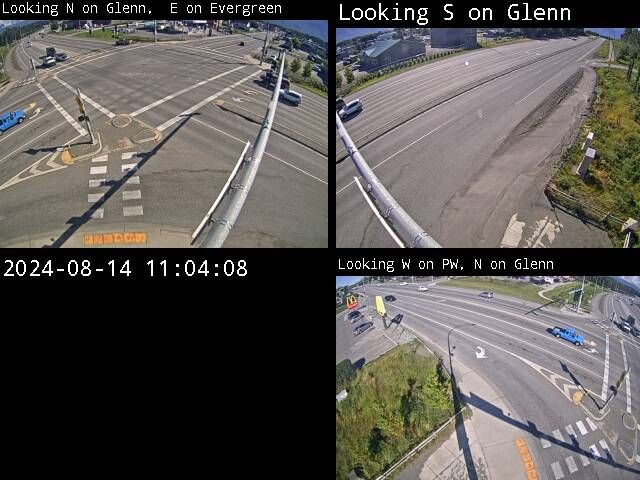 Looking N on Glenn,  E on Evergreen
Looking S on Glenn
2024-08-14 11:04:08
Looking W on PW, N on Glenn